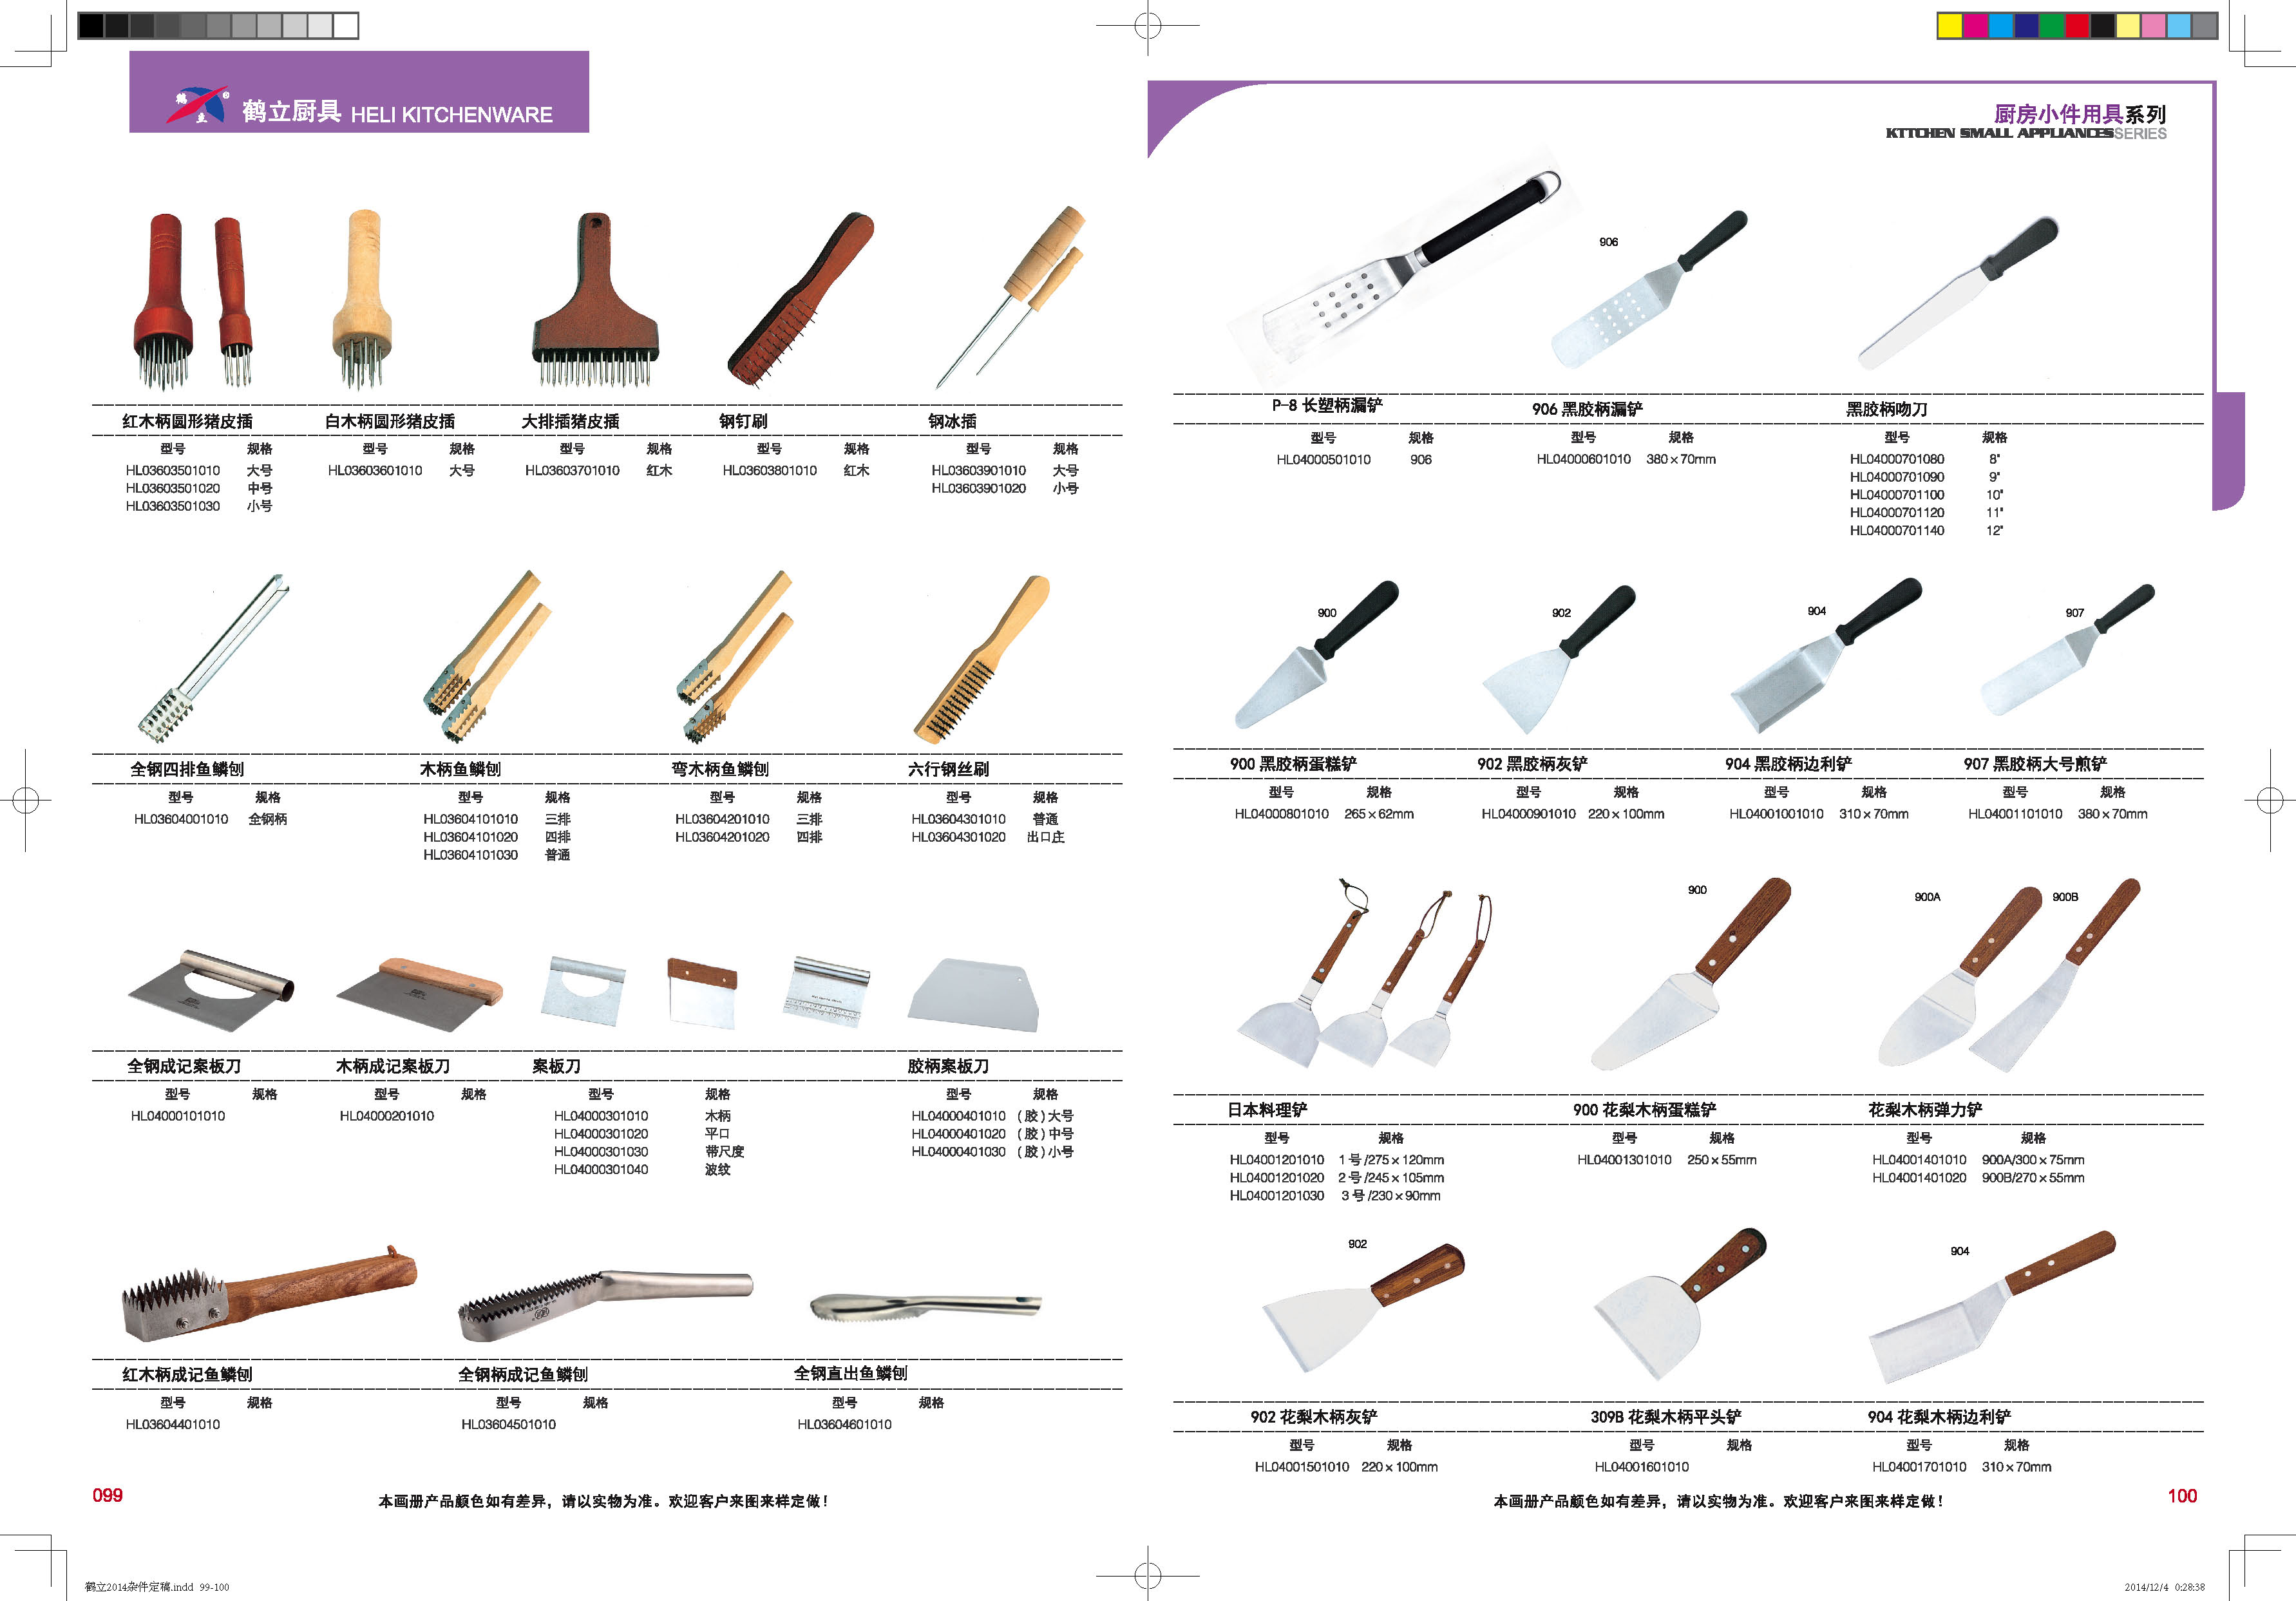 鹤立厨具 HELI KITCHENWARE
厨房小件用具系列
KTTCHEN SMALL APPLIANCESSERIES
红木柄圆形猪皮插 白木柄圆形猪皮插 大排插猪皮插 钢钉刷 钢冰插
型号 规格 型号 规格 型号 规格 型号 规格 型号 规格
HL03603501010 大号 HL03603601010 大号 HL03603701010 红木 HL03603801010 红木 HL03603901010 大号
HL03603501020 中号 HL03603901020 小号
HL03603501030 小号
全钢四排鱼鳞刨 木柄鱼鳞刨 弯木柄鱼鳞刨 六行钢丝刷
型号 规格 型号 规格 型号 规格 型号 规格
HL03604001010 全钢柄 HL03604101010 三排 HL03604201010 三排 HL03604301010 普通
HL03604101020 四排 HL03604201020 四排 HL03604301020 出口庄
HL03604101030 普通
全钢成记案板刀 木柄成记案板刀 案板刀 胶柄案板刀
型号 规格 型号 规格 型号 规格 型号 规格
HL04000101010 HL04000201010 HL04000301010 木柄 HL04000401010 (胶)大号
HL04000301020 平口 HL04000401020 (胶)中号
HL04000301030 带尺度 HL04000401030 (胶)小号
HL04000301040 波纹
红木柄成记鱼鳞刨 全钢柄成记鱼鳞刨 全钢直出鱼鳞刨
型号 规格 型号 规格 型号 规格
HL03604401010 HL03604501010 HL03604601010
099 本画册产品颜色如有差异，请以实物为准。欢迎客户来图来样定做！
906
P-8 长塑柄漏铲 906 黑胶柄漏铲 黑胶柄吻刀
型号 规格 型号 规格 型号 规格
HL04000501010 906 HL04000601010 380×70mm HL04000701080 8"
HL04000701090 9"
HL04000701100 10"
HL04000701120 11"
HL04000701140 12"
900 902 904 907
900 黑胶柄蛋糕铲 902 黑胶柄灰铲 904 黑胶柄边利铲 907 黑胶柄大号煎铲
型号 规格 型号 规格 型号 规格 型号 规格
HL04000801010 265×62mm HL04000901010 220×100mm HL04001001010 310×70mm HL04001101010 380×70mm
900 900A 900B
日本料理铲 900 花梨木柄蛋糕铲 花梨木柄弹力铲
型号 规格 型号 规格 型号 规格
HL04001201010 1号/275×120mm HL04001301010 250×55mm HL04001401010 900A/300×75mm
HL04001201020 2号/245×105mm HL04001401020 900B/270×55mm
HL04001201030 3号/230×90mm
902 904
902 花梨木柄灰铲 309B 花梨木柄平头铲 904 花梨木柄边利铲
型号 规格 型号 规格 型号 规格
HL04001501010 220×100mm HL04001601010 HL04001701010 310×70mm
本画册产品颜色如有差异，请以实物为准。欢迎客户来图来样定做！ 100
鹤立2014杂件定稿.indd 99-100 2014/12/4 0:28:38